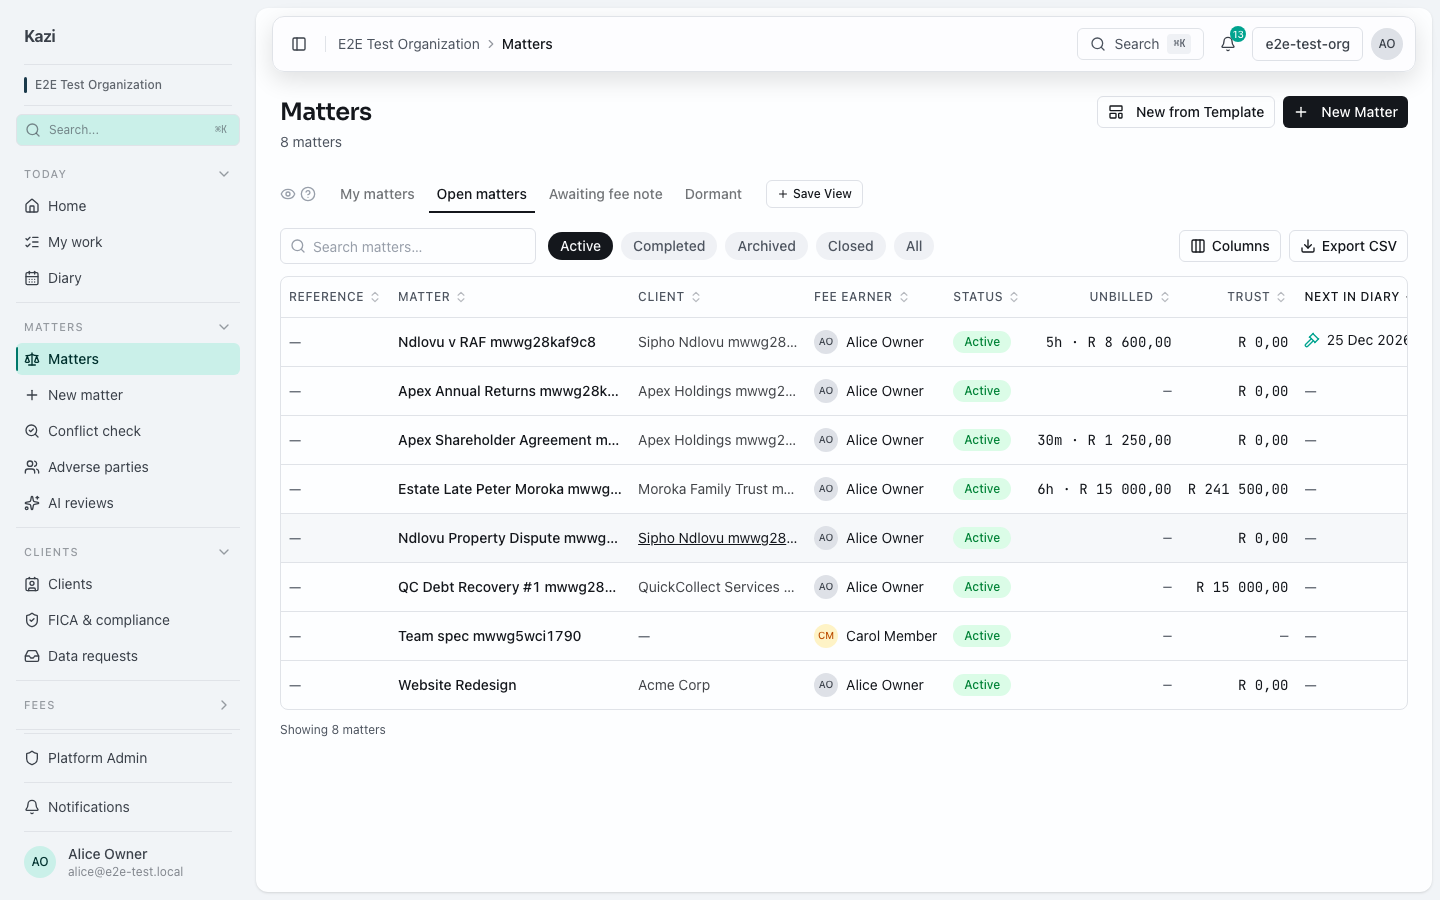 Kazi
E2E Test Organization
Search... ⌘K
TODAY
Home
My work
Diary
MATTERS
Matters
New matter
Conflict check
Adverse parties
AI reviews
CLIENTS
Clients
FICA & compliance
Data requests
FEES
Platform Admin
Notifications
AO Alice Owner
alice@e2e-test.local
E2E Test Organization > Matters Search ⌘K 13 e2e-test-org AO
Matters
8 matters
New from Template + New Matter
My matters Open matters Awaiting fee note Dormant + Save View
Search matters... Active Completed Archived Closed All Columns Export CSV
REFERENCE MATTER CLIENT FEE EARNER STATUS UNBILLED TRUST NEXT IN DIARY
— Ndlovu v RAF mwwg28kaf9c8 Sipho Ndlovu mwwg28... AO Alice Owner Active 5h · R 8 600,00 R 0,00 25 Dec 2026
— Apex Annual Returns mwwg28k... Apex Holdings mwwg2... AO Alice Owner Active — R 0,00 —
— Apex Shareholder Agreement m... Apex Holdings mwwg2... AO Alice Owner Active 30m · R 1 250,00 R 0,00 —
— Estate Late Peter Moroka mwwg... Moroka Family Trust m... AO Alice Owner Active 6h · R 15 000,00 R 241 500,00 —
— Ndlovu Property Dispute mwwg... Sipho Ndlovu mwwg28... AO Alice Owner Active — R 0,00 —
— QC Debt Recovery #1 mwwg28... QuickCollect Services ... AO Alice Owner Active — R 15 000,00 —
— Team spec mwwg5wci1790 — CM Carol Member Active — — —
— Website Redesign Acme Corp AO Alice Owner Active — R 0,00 —
Showing 8 matters